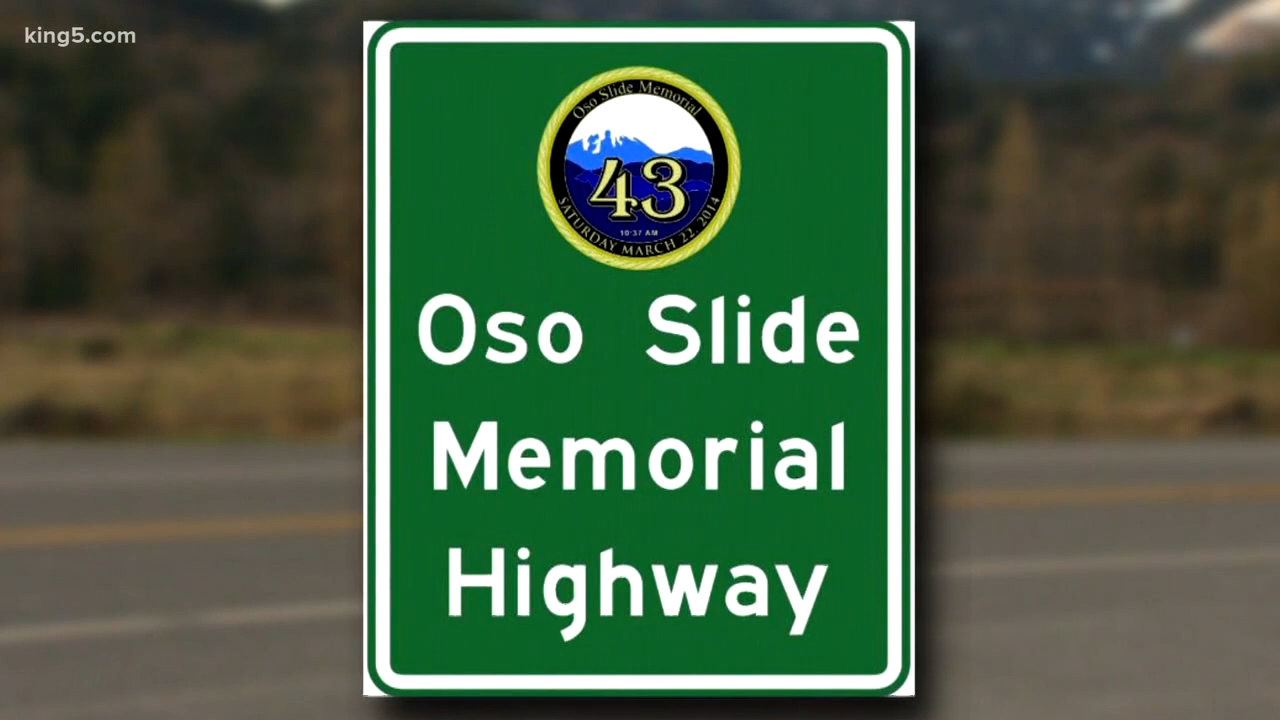 king5.com
Oso Slide Memorial
43
10:37 AM
SATURDAY MARCH 22, 2014
Oso Slide
Memorial
Highway